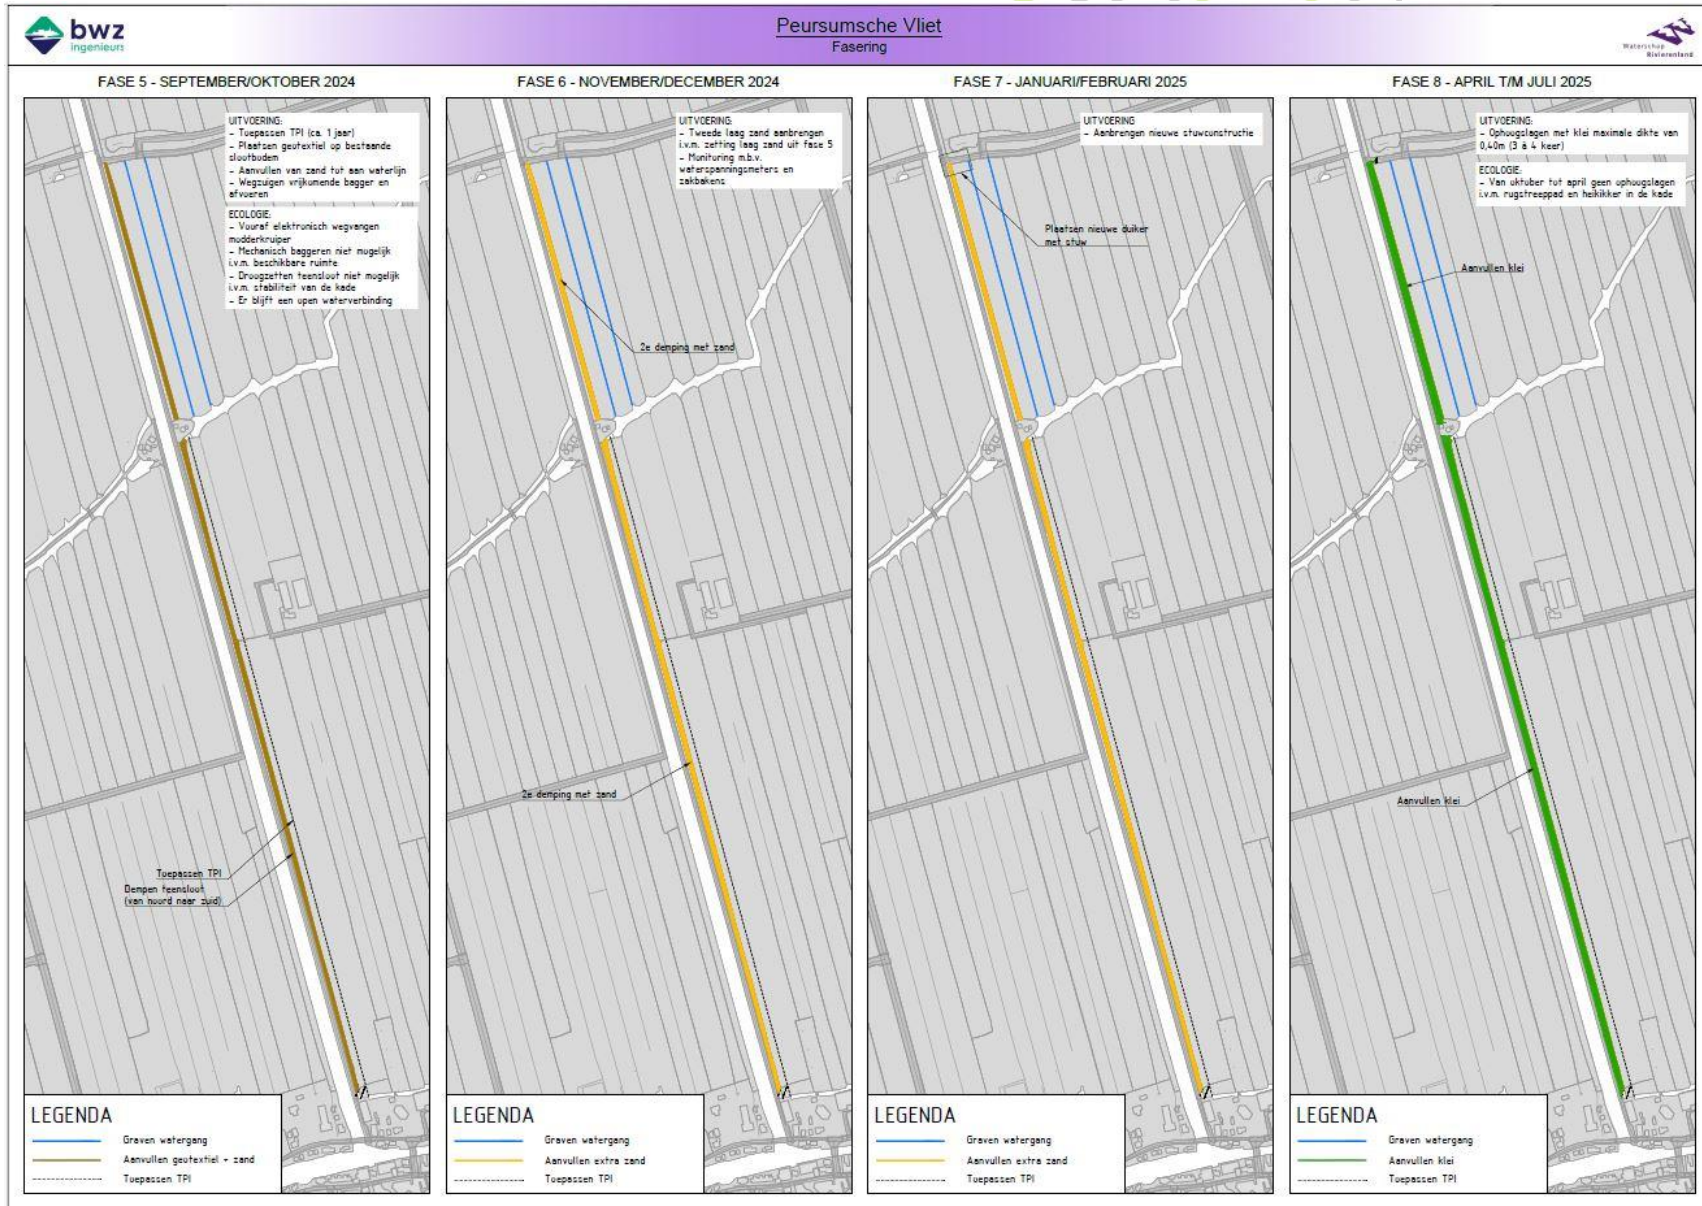 bwz
ingenieurs
Peursumsche Vliet
Fasering
Waterschap
Rivierenland
FASE 5 - SEPTEMBER/OKTOBER 2024
UITVOERING:
- Toepassen TPI (ca. 1 jaar)
- Plaatsen geotextiel op bestaande
slootbodem
- Aanvullen van zand tot aan waterlijn
- Wegzuigen vrijkomende bagger en
afvoeren
ECOLOGIE:
- Vooraf elektronisch wegvangen
modderkruiper
- Mechanisch baggeren niet mogelijk
i.v.m. beschikbare ruimte
- Droogzetten teensloot niet mogelijk
i.v.m. stabiliteit van de kade
- Er blijft een open waterverbinding
Toepassen TPI
Dempen teensloot
(van noord naar zuid)
LEGENDA
Graven watergang
Aanvullen geotextiel + zand
Toepassen TPI
FASE 6 - NOVEMBER/DECEMBER 2024
UITVOERING:
- Tweede laag zand aanbrengen
i.v.m. zetting laag zand uit fase 5
- Monitoring m.b.v.
waterspanningsmeters en
zakbakens
2e demping met zand
2e demping met zand
LEGENDA
Graven watergang
Aanvullen extra zand
Toepassen TPI
FASE 7 - JANUARI/FEBRUARI 2025
UITVOERING
- Aanbrengen nieuwe stuwconstructie
Plaatsen nieuwe duiker
met stuw
LEGENDA
Graven watergang
Aanvullen extra zand
Toepassen TPI
FASE 8 - APRIL T/M JULI 2025
UITVOERING:
- Ophoogslagen met klei maximale dikte van
0,40m (3 à 4 keer)
ECOLOGIE:
- Van oktober tot april geen ophoogslagen
i.v.m. rugstreeppad en heikikker in de kade
Aanvullen klei
Aanvullen klei
LEGENDA
Graven watergang
Aanvullen klei
Toepassen TPI